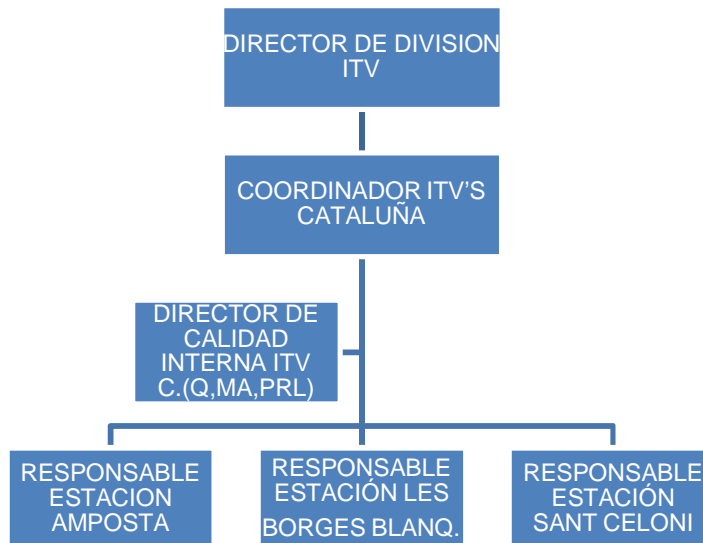 DIRECTOR DE DIVISION
ITV
COORDINADOR ITV'S
CATALUÑA
DIRECTOR DE
CALIDAD
INTERNA ITV
C.(Q,MA,PRL)
RESPONSABLE
ESTACION
AMPOSTA
RESPONSABLE
ESTACIÓN LES
BORGES BLANQ.
RESPONSABLE
ESTACIÓN
SANT CELONI